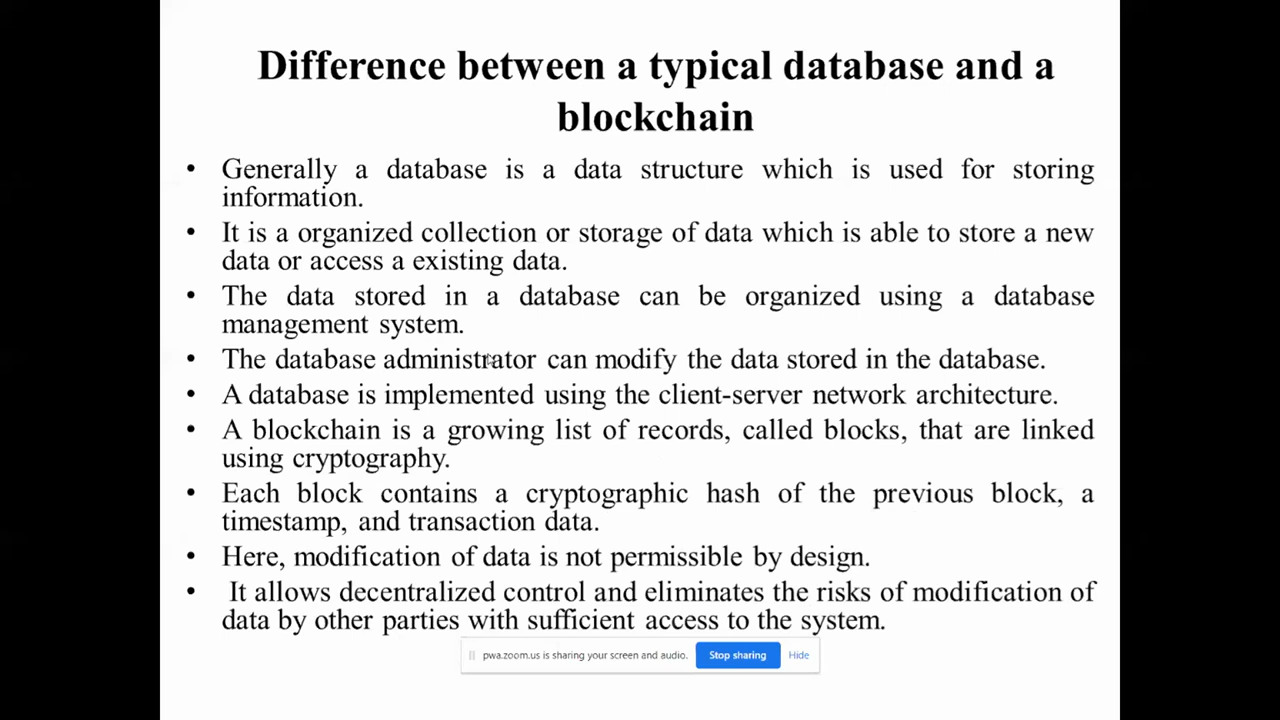 Difference between a typical database and a
blockchain
• Generally a database is a data structure which is used for storing
information.
• It is a organized collection or storage of data which is able to store a new
data or access a existing data.
• The data stored in a database can be organized using a database
management system.
• The database administrator can modify the data stored in the database.
• A database is implemented using the client-server network architecture.
• A blockchain is a growing list of records, called blocks, that are linked
using cryptography.
• Each block contains a cryptographic hash of the previous block, a
timestamp, and transaction data.
• Here, modification of data is not permissible by design.
• It allows decentralized control and eliminates the risks of modification of
data by other parties with sufficient access to the system.
pwa.zoom.us is sharing your screen and audio. Stop sharing Hide